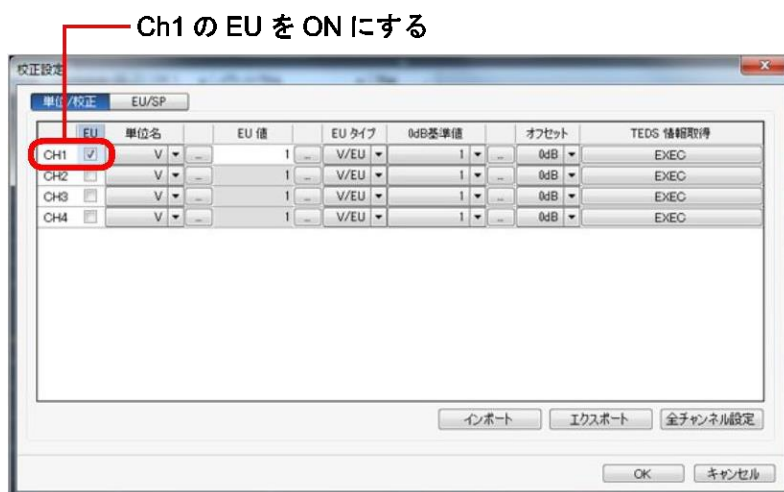 Ch1 の EU を ON にする
校正設定
単位/校正 EU/SP
EU 単位名 EU 値 EU タイプ 0dB基準値 オフセット TEDS 情報取得
CH1 V ... 1 ... V/EU 1 ... 0dB EXEC
CH2 V ... 1 ... V/EU 1 ... 0dB EXEC
CH3 V ... 1 ... V/EU 1 ... 0dB EXEC
CH4 V ... 1 ... V/EU 1 ... 0dB EXEC
インポート エクスポート 全チャンネル設定
OK キャンセル